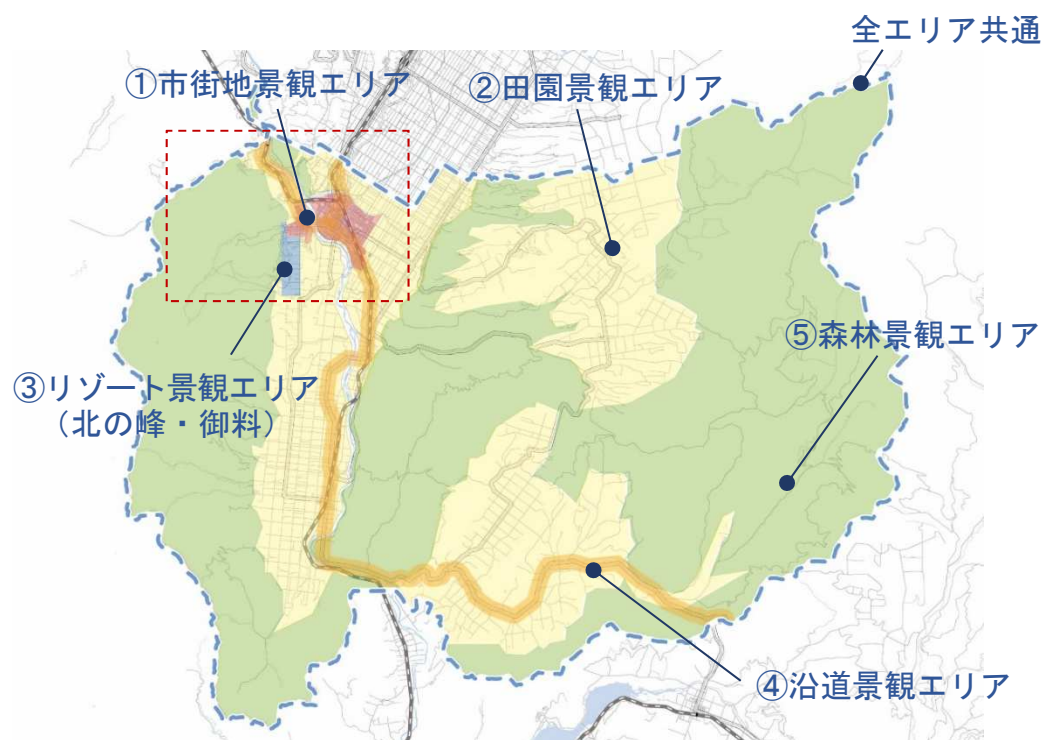 全エリア共通
①市街地景観エリア
②田園景観エリア
⑤森林景観エリア
③リゾート景観エリア
（北の峰・御料）
④沿道景観エリア